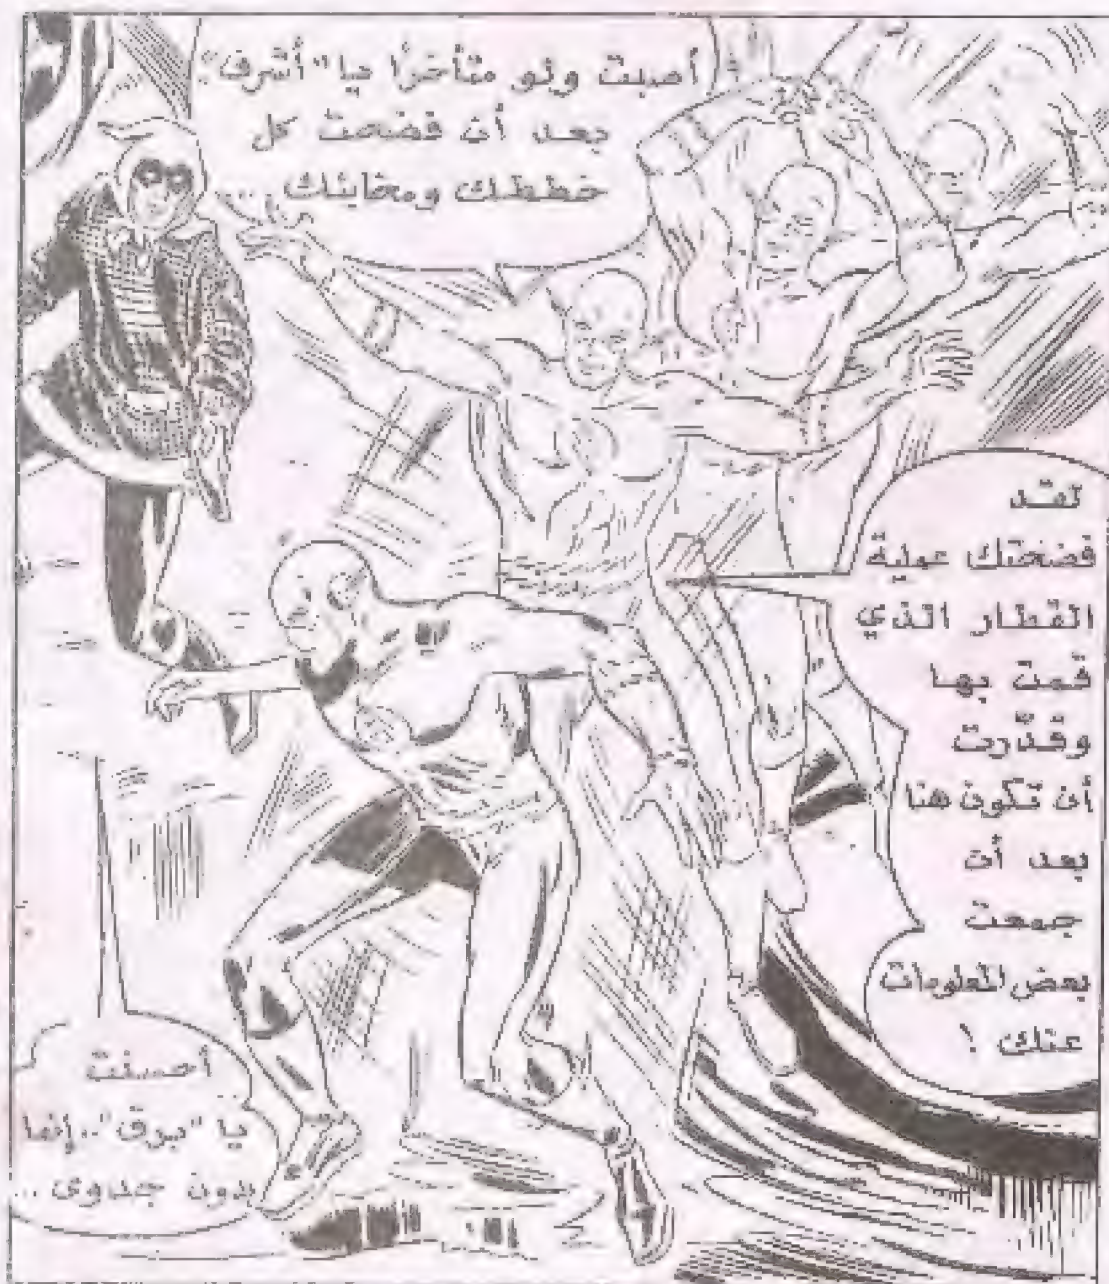 أصبت ولو متأخرًا يا "أشرف"
بعد أن فضحت كل
خططك ومخابئك ...
لقد
فضحتك عملية
القطار الذي
قمت بها
وقدّرت
أن تكون هنا
بعد أن
جمعت
بعض المعلومات
عنك !
أحسنت
يا "برق".. إنما
بدون جدوى ..